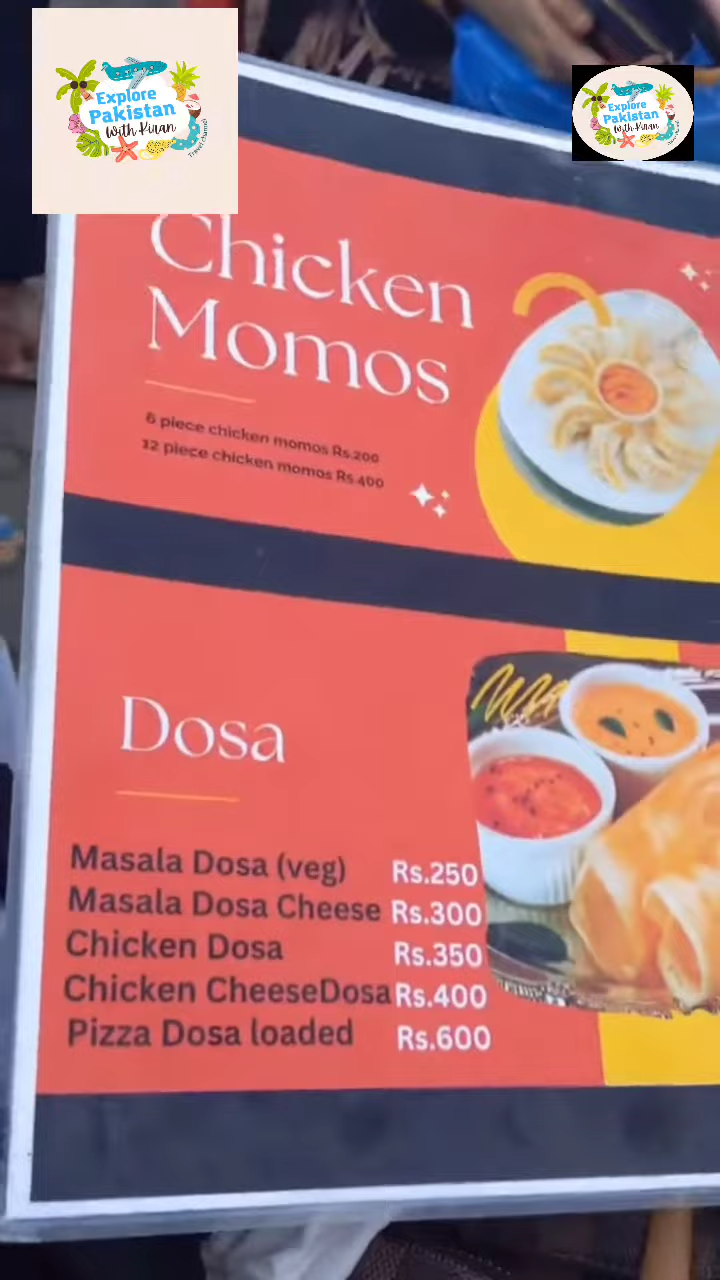 Explore
Pakistan
With Kiran
Travel channel
Explore
Pakistan
With Kiran
Chicken
Momos
6 piece chicken momos Rs.200
12 piece chicken momos Rs 400
Dosa
Masala Dosa (veg) Rs.250
Masala Dosa Cheese Rs.300
Chicken Dosa Rs.350
Chicken CheeseDosa Rs.400
Pizza Dosa loaded Rs.600